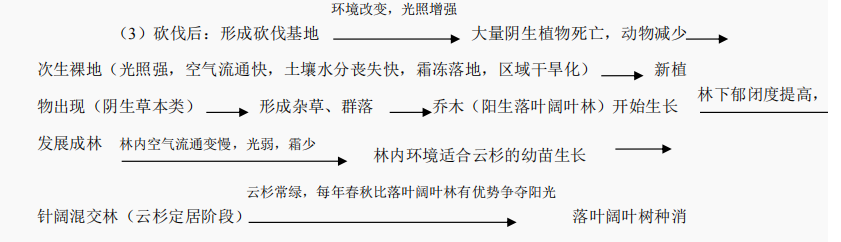 环境改变，光照增强
（3）砍伐后：形成砍伐基地 大量阴生植物死亡，动物减少
次生裸地（光照强，空气流通快，土壤水分丧失快，霜冻落地，区域干旱化） 新植
物出现（阴生草本类） 形成杂草、群落 乔木（阳生落叶阔叶林）开始生长 林下郁闭度提高，
发展成林 林内空气流通变慢，光弱，霜少 林内环境适合云杉的幼苗生长
云杉常绿，每年春秋比落叶阔叶林有优势争夺阳光
针阔混交林（云杉定居阶段） 落叶阔叶树种消